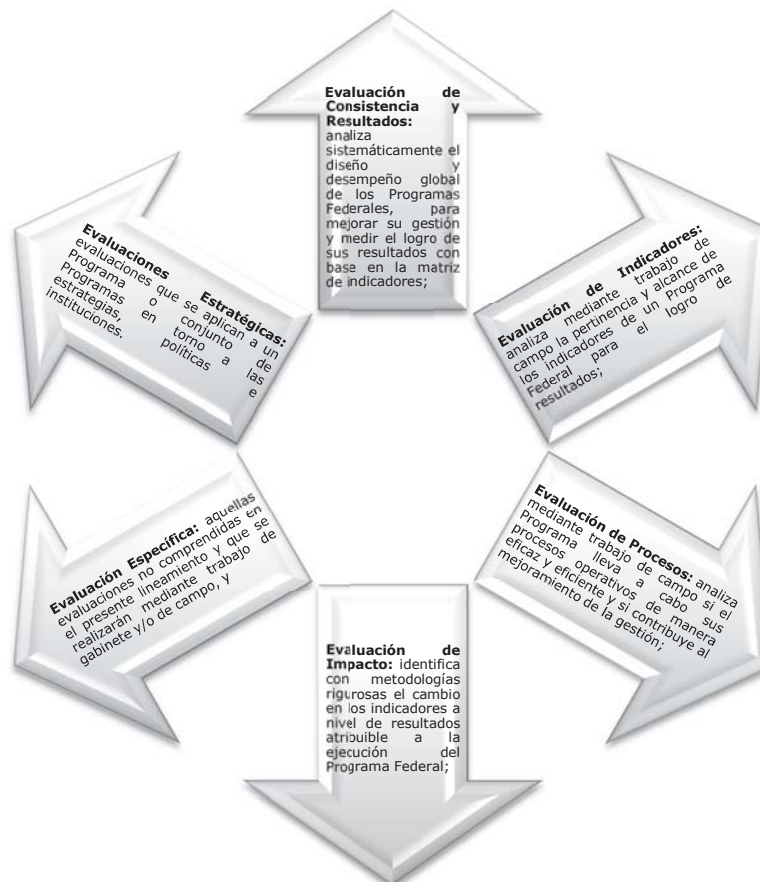 Evaluación de
Consistencia y
Resultados:
analiza
sistemáticamente el
diseño y
desempeño global
de los Programas
Federales, para
mejorar su gestión
y medir el logro de
sus resultados con
base en la matriz
de indicadores;
Evaluación de Indicadores:
analiza mediante trabajo de
campo la pertinencia y alcance de
los indicadores de un Programa
Federal para el logro de
resultados;
Evaluación de Procesos: analiza
mediante trabajo de campo si el
Programa lleva a cabo sus
procesos operativos de manera
eficaz y eficiente y si contribuye al
mejoramiento de la gestión;
Evaluación de
Impacto: identifica
con metodologías
rigurosas el cambio
en los indicadores a
nivel de resultados
atribuible a la
ejecución del
Programa Federal;
Evaluación Específica: aquellas
evaluaciones no comprendidas en
el presente lineamiento y que se
realizarán mediante trabajo de
gabinete y/o de campo, y
Evaluaciones Estratégicas:
evaluaciones que se aplican a un
Programa o conjunto de
Programas en torno a las
estrategias, políticas e
instituciones.